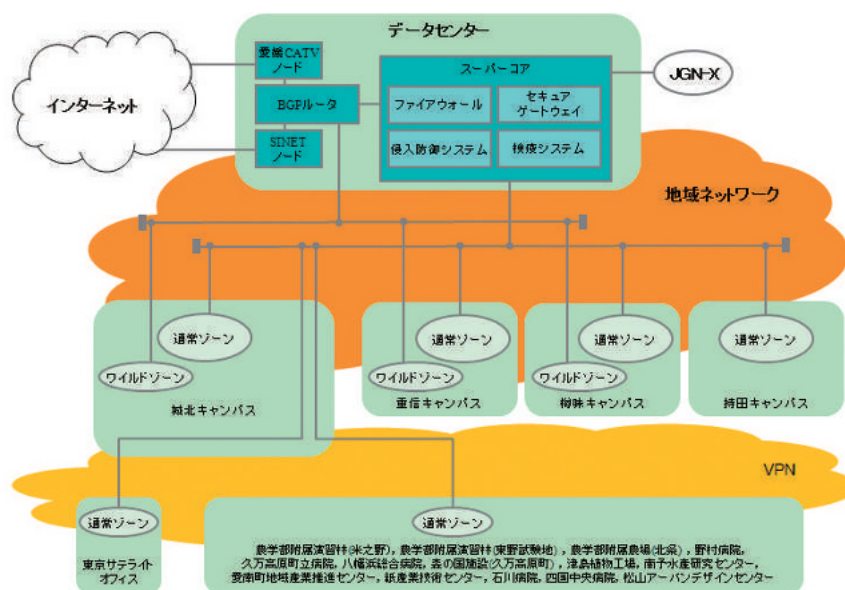 データセンター
愛媛CATV
ノード
スーパーコア
インターネット
BGPルータ
ファイアウォール
セキュア
ゲートウェイ
JGN-X
SINET
ノード
侵入防御システム
検疫システム
地域ネットワーク
通常ゾーン
通常ゾーン
通常ゾーン
通常ゾーン
ワイルドゾーン
ワイルドゾーン
ワイルドゾーン
城北キャンパス
重信キャンパス
樽味キャンパス
持田キャンパス
VPN
通常ゾーン
通常ゾーン
東京サテライト
オフィス
農学部附属演習林(米之野), 農学部附属演習林(東野試験地), 農学部附属農場(北条), 野村病院,
久万高原町立病院, 八幡浜総合病院, 森の国施設(久万高原町), 津島植物工場, 南予水産研究センター,
愛南町地域産業推進センター, 紙産業技術センター, 石川病院, 四国中央病院, 松山アーバンデザインセンター